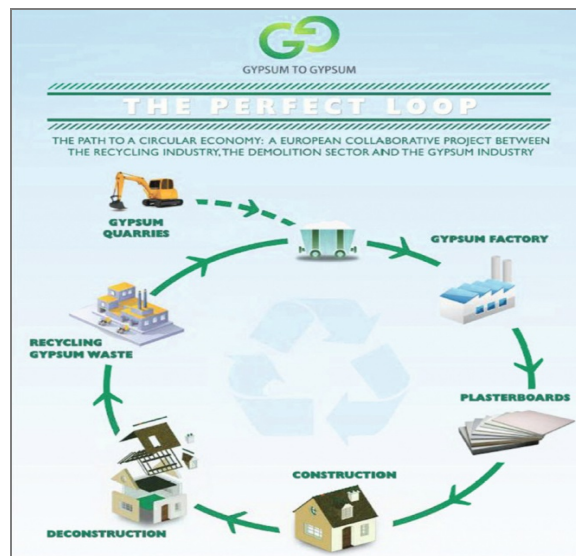 GYPSUM TO GYPSUM
THE PERFECT LOOP
THE PATH TO A CIRCULAR ECONOMY: A EUROPEAN COLLABORATIVE PROJECT BETWEEN
THE RECYCLING INDUSTRY, THE DEMOLITION SECTOR AND THE GYPSUM INDUSTRY
GYPSUM
QUARRIES
GYPSUM FACTORY
RECYCLING
GYPSUM WASTE
PLASTERBOARDS
CONSTRUCTION
DECONSTRUCTION